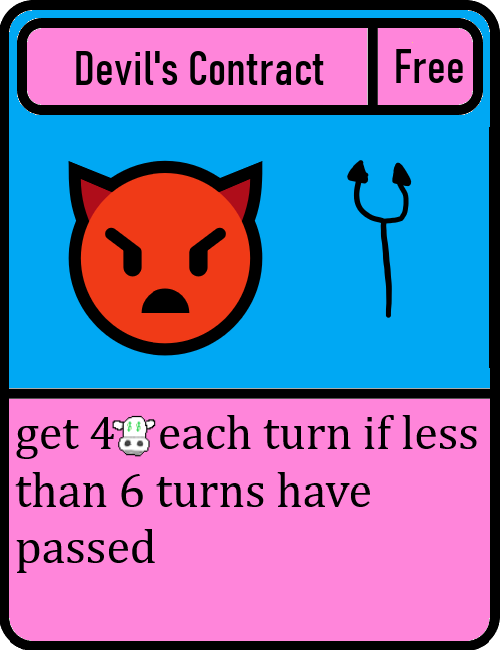 Devil's Contract
Free
get 4 each turn if less
than 6 turns have
passed